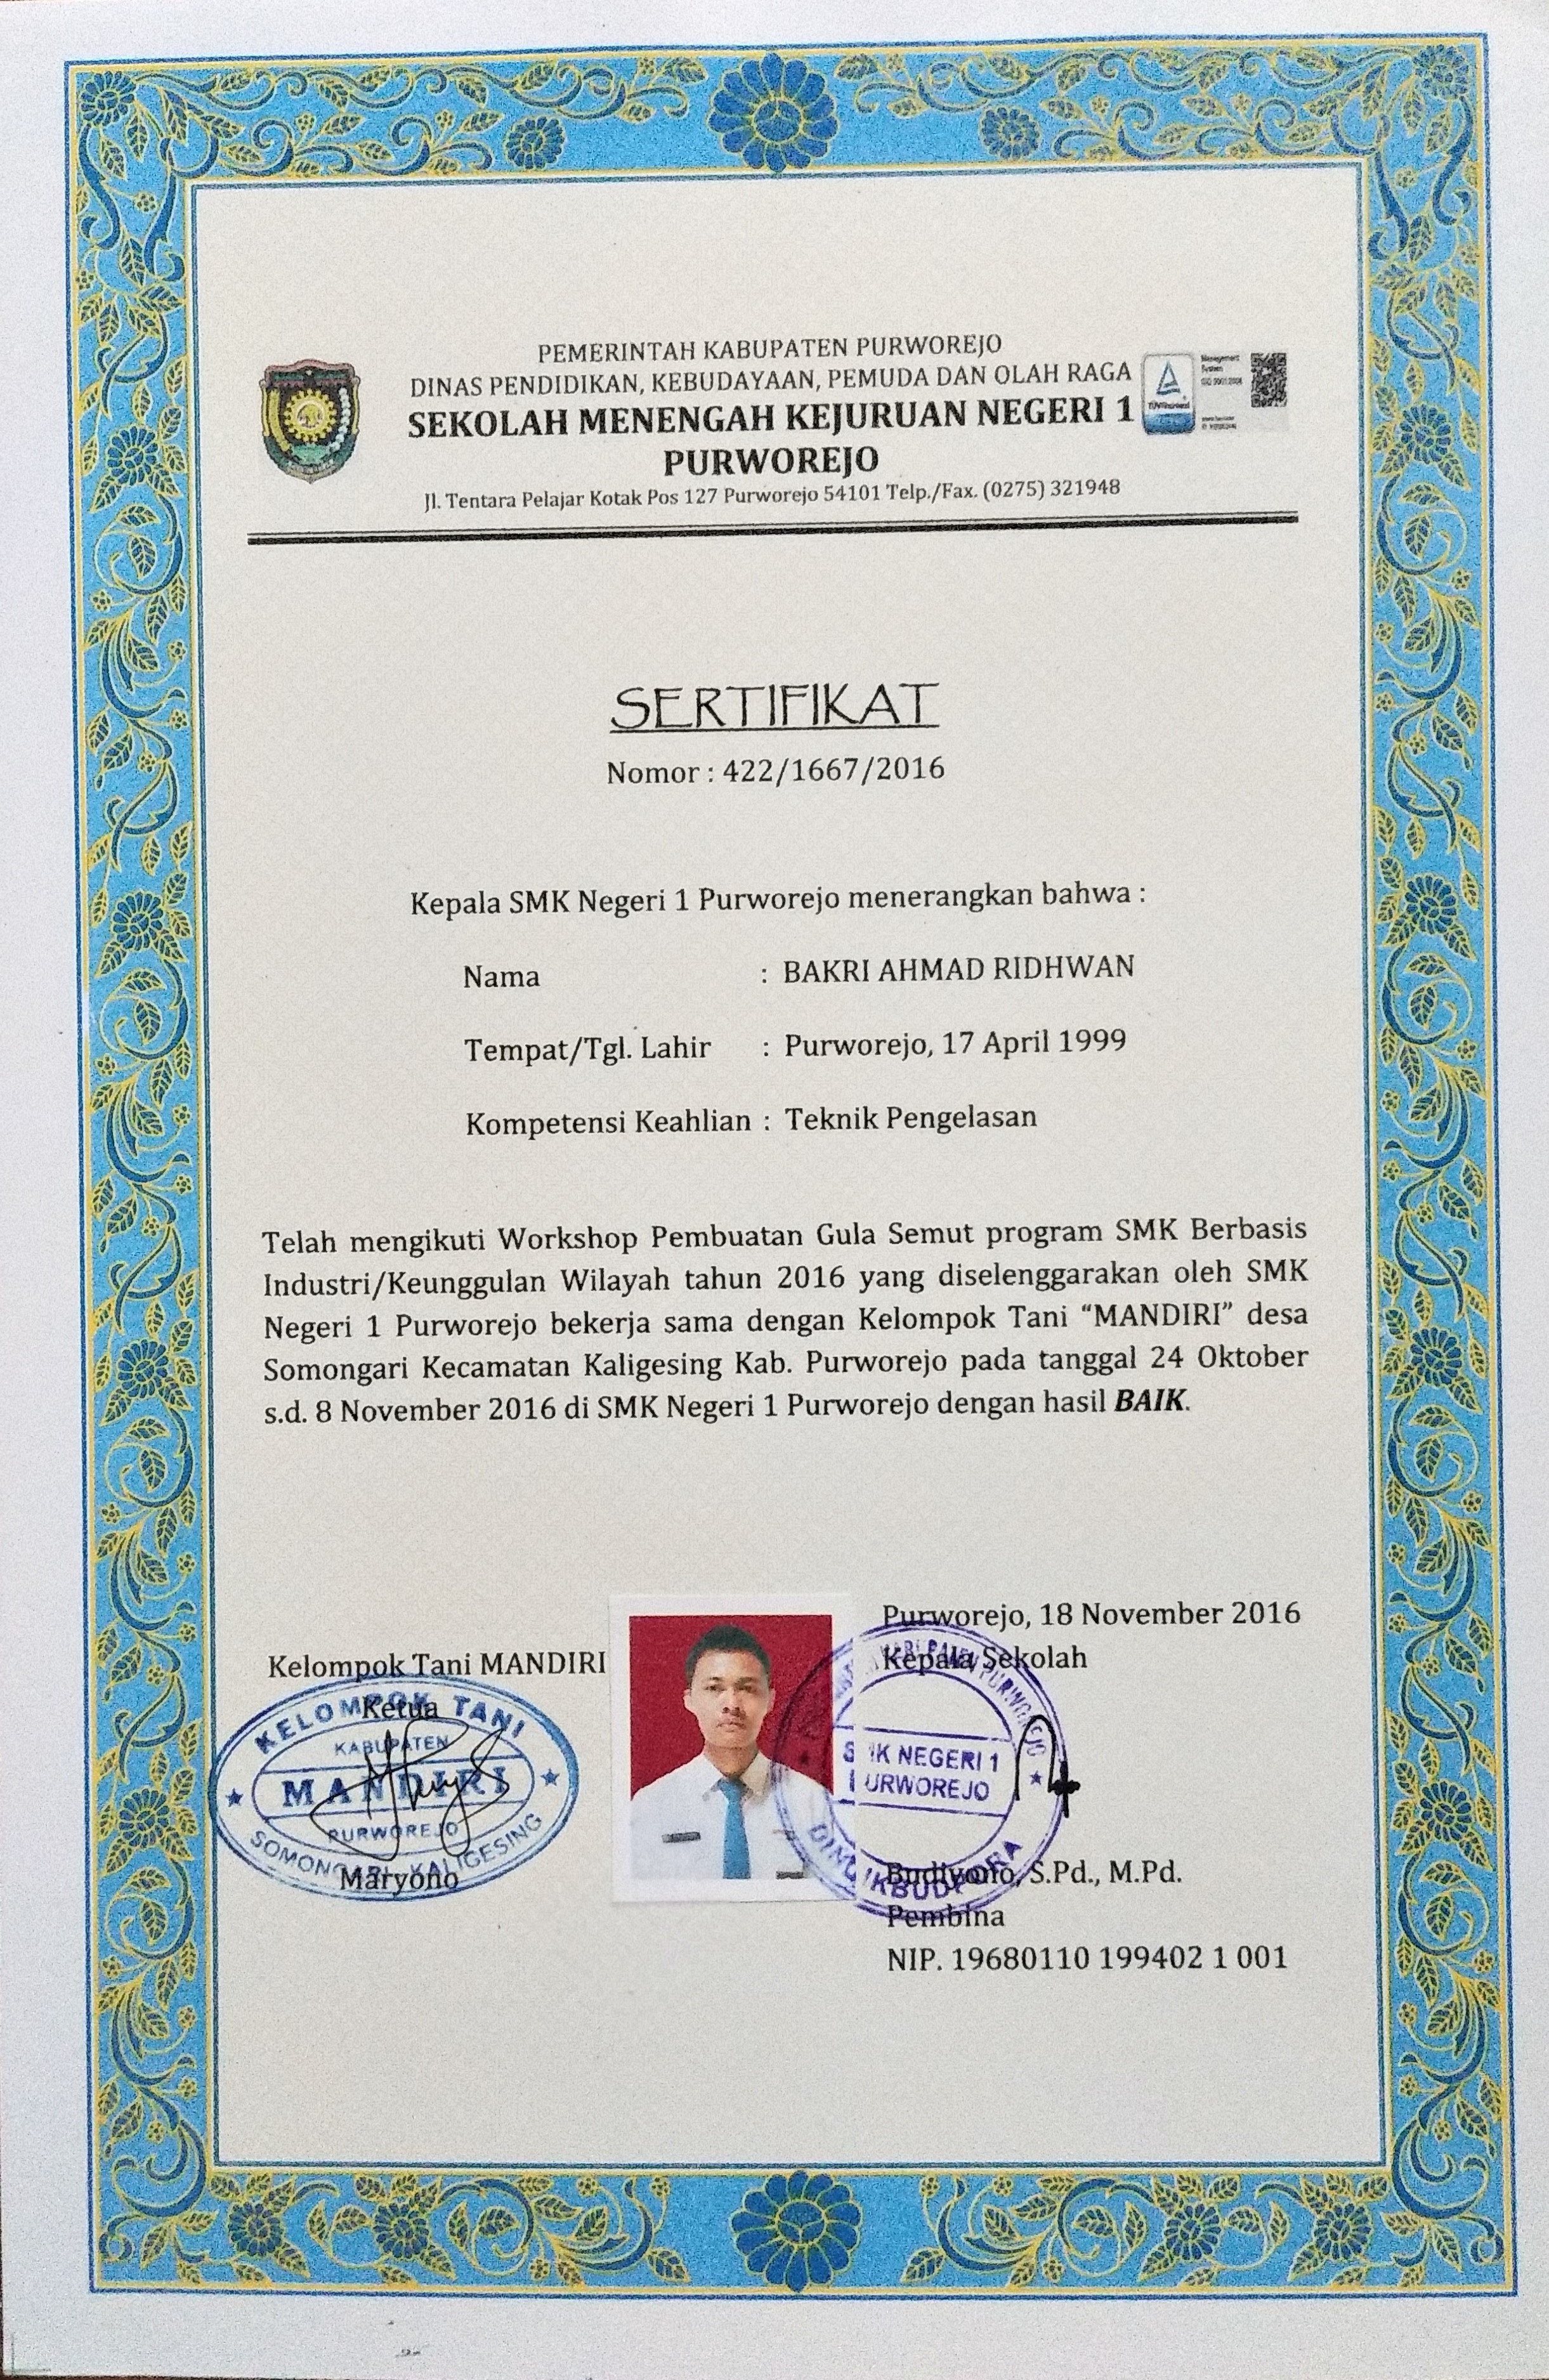 PEMERINTAH KABUPATEN PURWOREJO
DINAS PENDIDIKAN, KEBUDAYAAN, PEMUDA DAN OLAH RAGA
SEKOLAH MENENGAH KEJURUAN NEGERI 1
PURWOREJO
Jl. Tentara Pelajar Kotak Pos 127 Purworejo 54101 Telp./Fax. (0275) 321948
Management
System
SERTIFIKAT
Nomor : 422/1667/2016
Kepala SMK Negeri 1 Purworejo menerangkan bahwa :
Nama : BAKRI AHMAD RIDHWAN
Tempat/Tgl. Lahir : Purworejo, 17 April 1999
Kompetensi Keahlian : Teknik Pengelasan
Telah mengikuti Workshop Pembuatan Gula Semut program SMK Berbasis
Industri/Keunggulan Wilayah tahun 2016 yang diselenggarakan oleh SMK
Negeri 1 Purworejo bekerja sama dengan Kelompok Tani “MANDIRI” desa
Somongari Kecamatan Kaligesing Kab. Purworejo pada tanggal 24 Oktober
s.d. 8 November 2016 di SMK Negeri 1 Purworejo dengan hasil BAIK.
Kelompok Tani MANDIRI
Ketua
KELOMPOK TANI
KABUPATEN
MANDIRI
PURWOREJO
SOMONGARI - KALIGESING
Maryono
Purworejo, 18 November 2016
Kepala Sekolah
SMK NEGERI 1
PURWOREJO
DINDIKBUDPORA
Budiyono, S.Pd., M.Pd.
Pembina
NIP. 19680110 199402 1 001